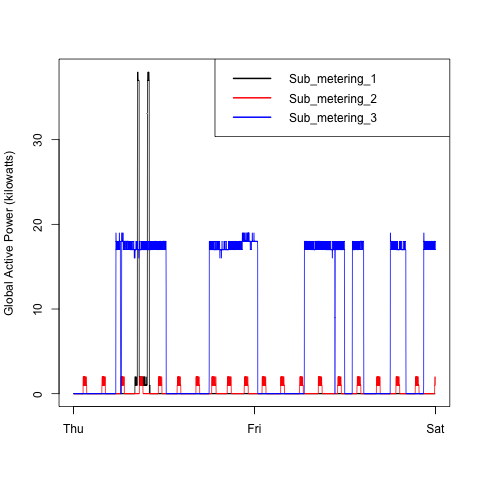 Sub_metering_1
Sub_metering_2
Sub_metering_3
Global Active Power (kilowatts)
30
20
10
0
Thu Fri Sat